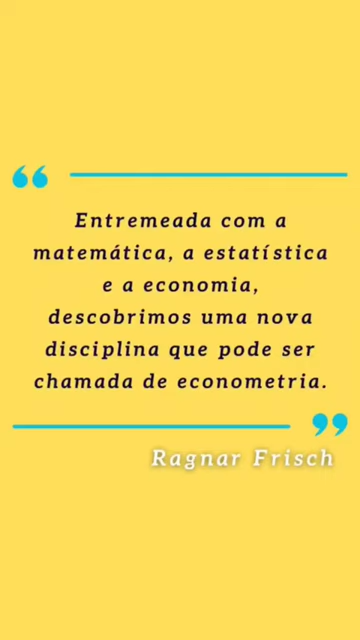 “
Entremeada com a
matemática, a estatística
e a economia,
descobrimos uma nova
disciplina que pode ser
chamada de econometria.
”
Ragnar Frisch